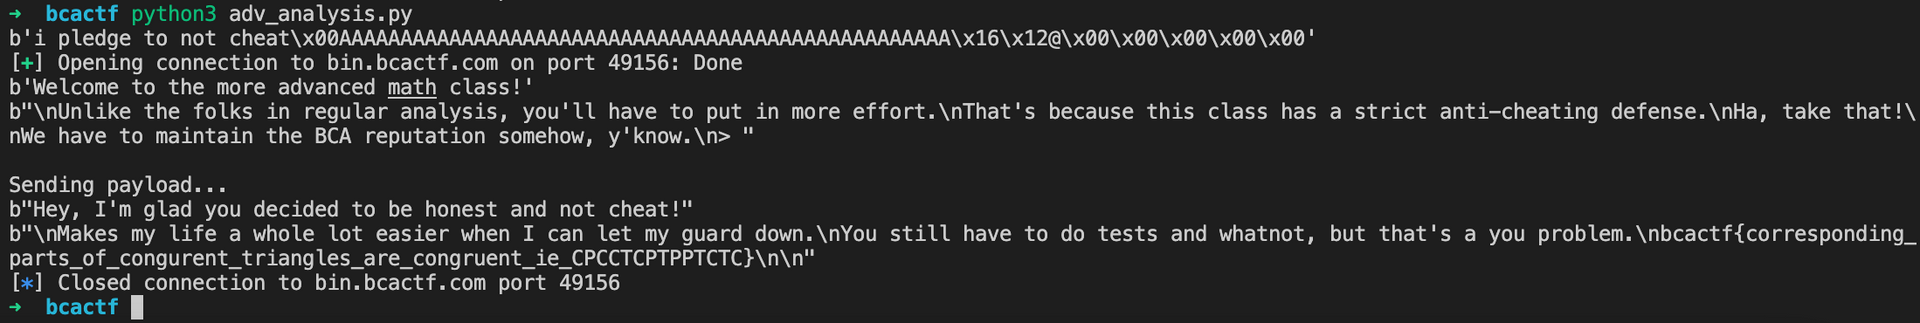 → bcactf python3 adv_analysis.py
b'i pledge to not cheat\x00AAAAAAAAAAAAAAAAAAAAAAAAAAAAAAAAAAAAAAAAAAAAAAAAAA\x16\x12@\x00\x00\x00\x00\x00'
[+] Opening connection to bin.bcactf.com on port 49156: Done
b'Welcome to the more advanced math class!'
b"\nUnlike the folks in regular analysis, you'll have to put in more effort.\nThat's because this class has a strict anti-cheating defense.\nHa, take that!\
nWe have to maintain the BCA reputation somehow, y'know.\n> "
Sending payload...
b"Hey, I'm glad you decided to be honest and not cheat!"
b"\nMakes my life a whole lot easier when I can let my guard down.\nYou still have to do tests and whatnot, but that's a you problem.\nbcactf{corresponding_
parts_of_congurent_triangles_are_congruent_ie_CPCCTCPTPPTCTC}\n\n"
[*] Closed connection to bin.bcactf.com port 49156
→ bcactf